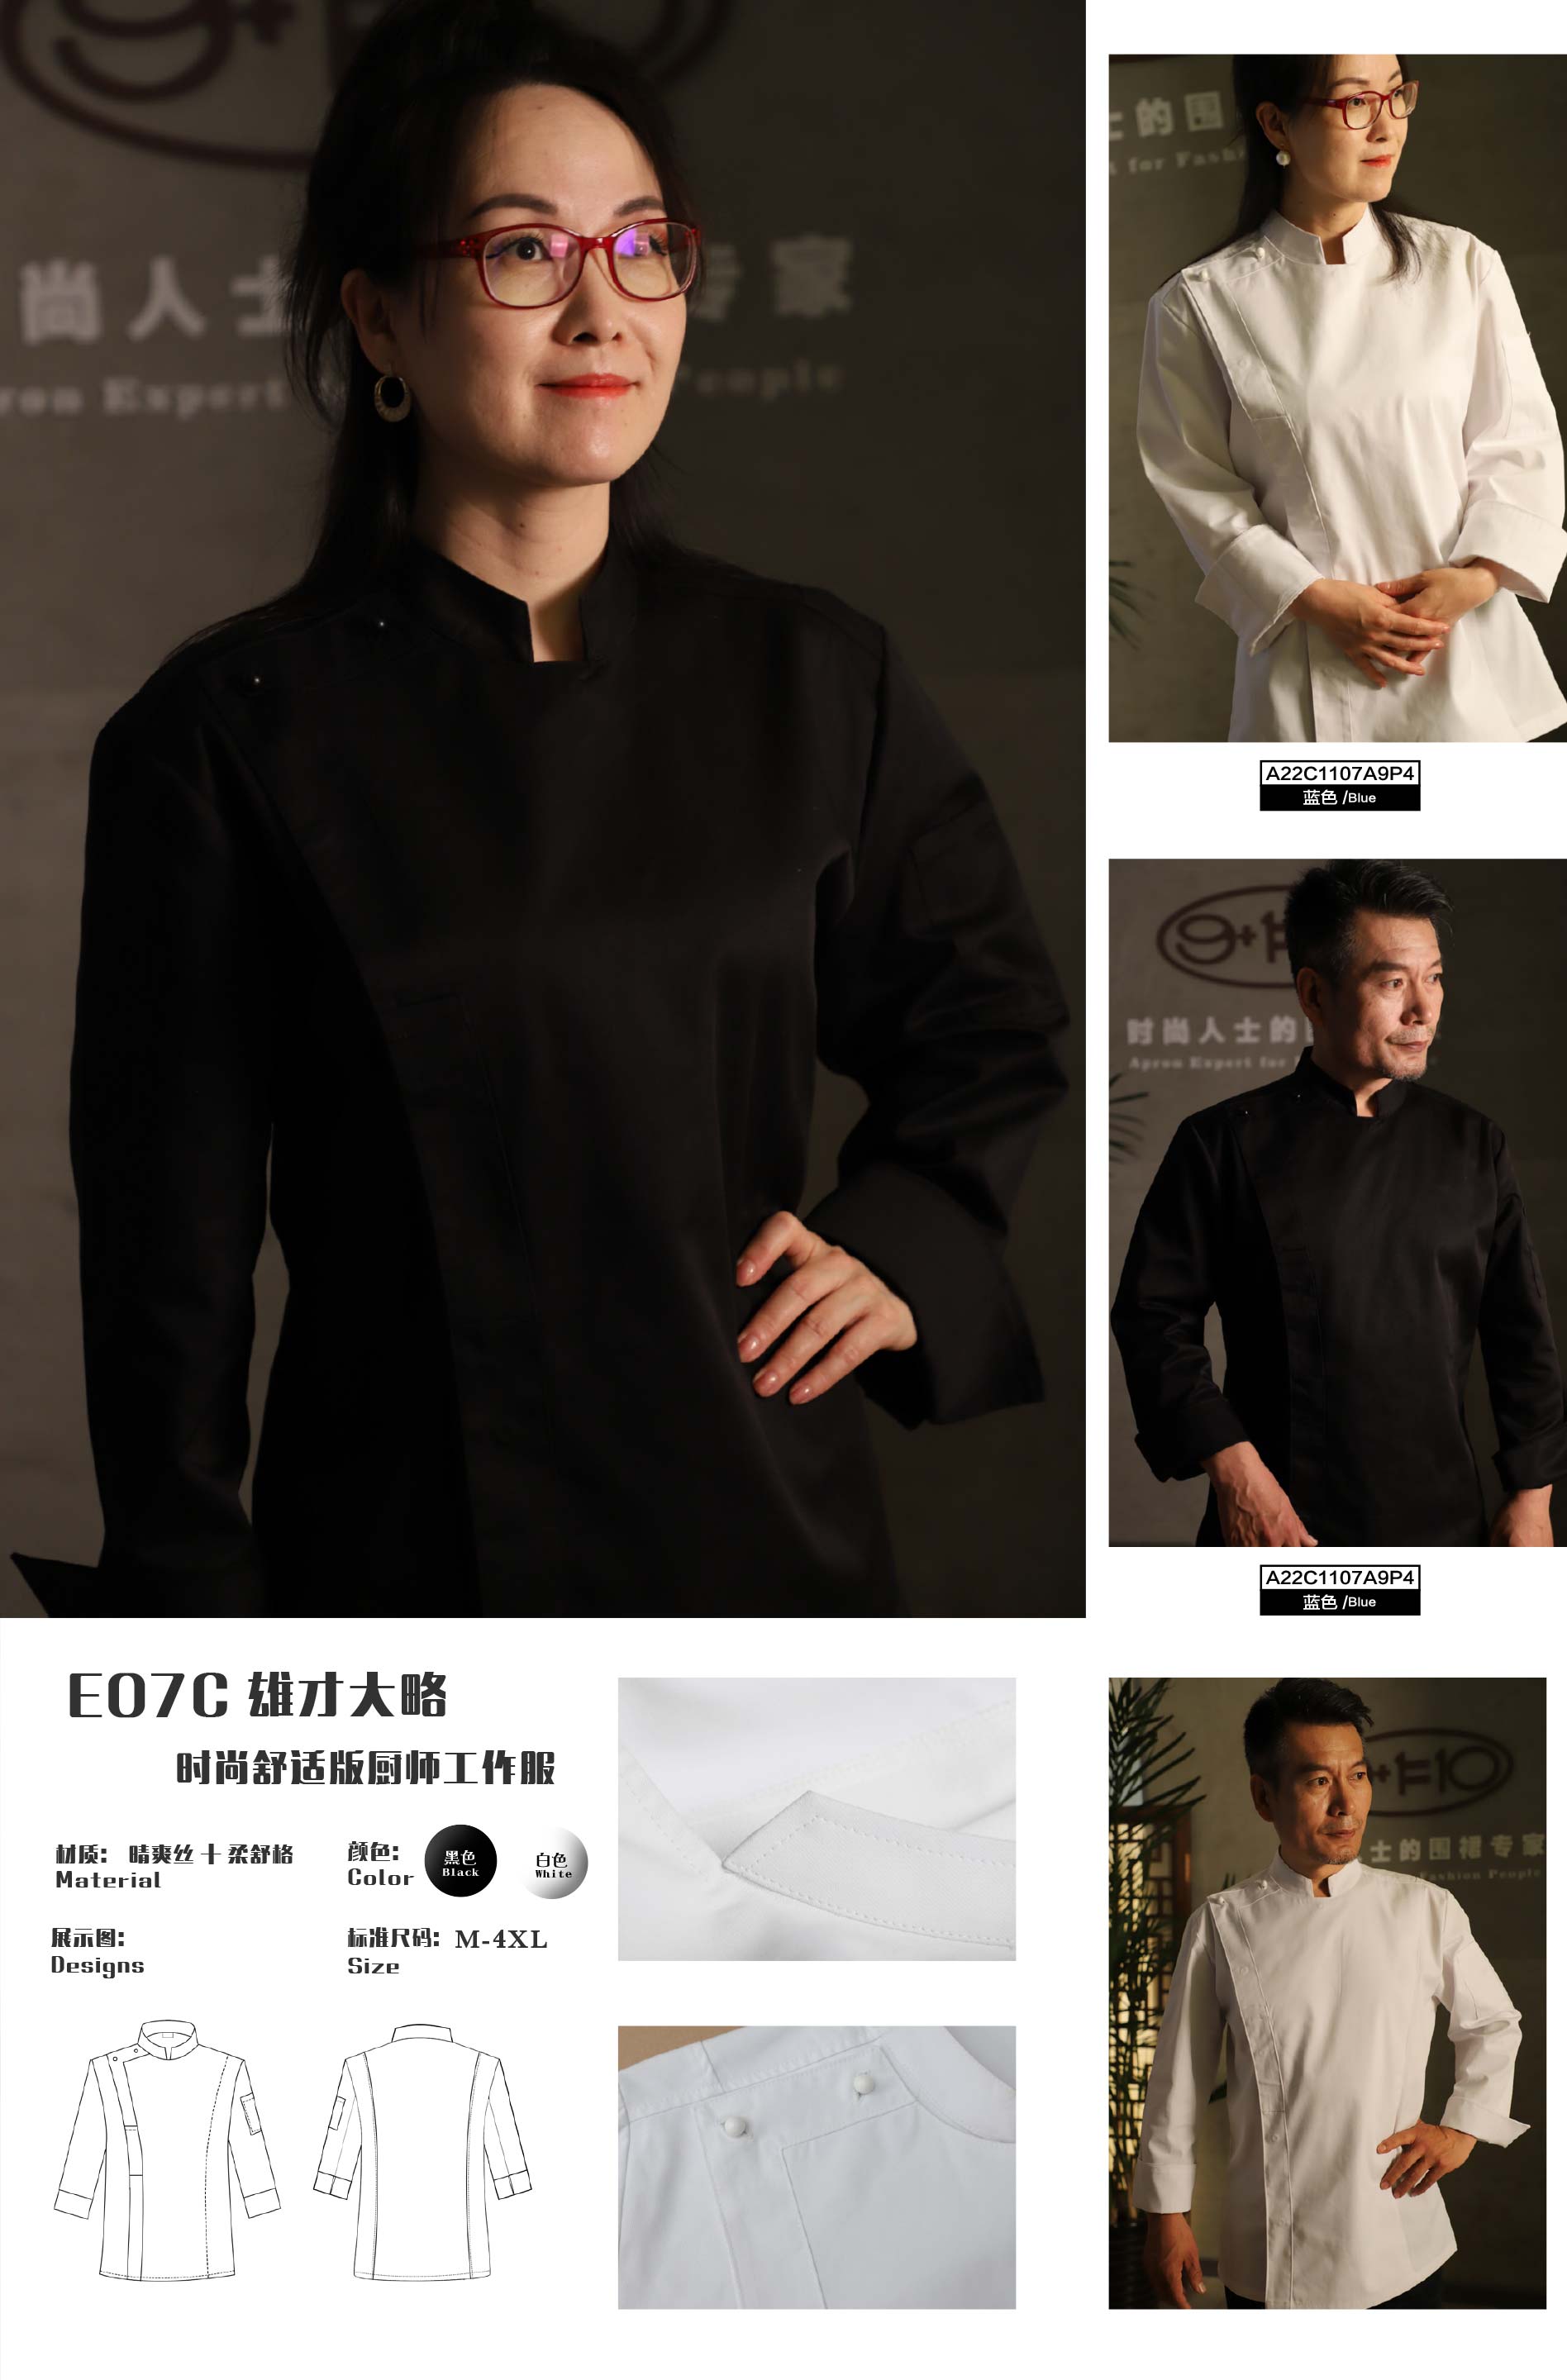 尚人士
专家
ron Expert
People
的围
for Fashi
A22C1107A9P4
蓝色 /Blue
9+
时尚人士的
Apron Expert for
A22C1107A9P4
蓝色 /Blue
E07C 雄才大略
时尚舒适版厨师工作服
材质: 晴爽丝+柔舒格
Material
颜色:
Color
黑色
Black
白色
White
展示图:
Designs
标准尺码: M-4XL
Size
士的围裙专家
Fashion People